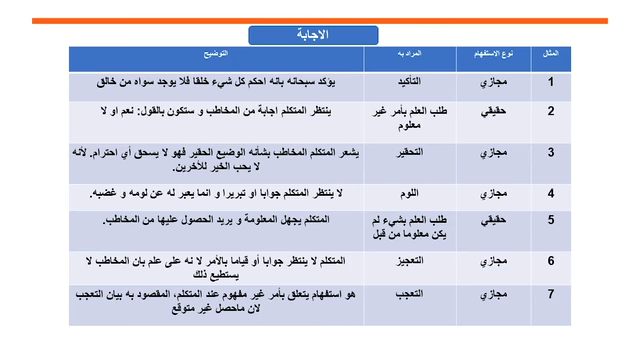 الاجابة
المثال نوع الاستفهام المراد به التوضيح
1 مجازي التأكيد يؤكد سبحانه بانه احكم كل شيء خلقا فلا يوجد سواه من خالق
2 حقيقي طلب العلم بأمر غير ينتظر المتكلم اجابة من المخاطب و ستكون بالقول: نعم او لا
معلوم
3 مجازي التحقير يشعر المتكلم المخاطب بشأنه الوضيع الحقير فهو لا يسحق أي احترام. لأنه
لا يحب الخير للأخرين.
4 مجازي اللوم لا ينتظر المتكلم جوابا او تبريرا و انما يعبر له عن لومه و غضبه.
5 حقيقي طلب العلم بشيء لم المتكلم يجهل المعلومة و يريد الحصول عليها من المخاطب.
يكن معلوما من قبل
6 مجازي التعجيز المتكلم لا ينتظر جوابا أو قياما بالأمر لا نه على علم بان المخاطب لا
يستطيع ذلك
7 مجازي التعجب هو استفهام يتعلق بأمر غير مفهوم عند المتكلم، المقصود به بيان التعجب
لان ماحصل غير متوقع